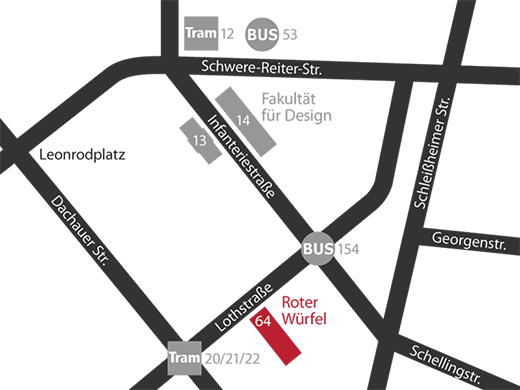 Tram 12 BUS 53
Schwere-Reiter-Str.
Fakultät
für Design
14
13
Infanteriestraße
Schleißheimer Str.
Leonrodplatz
Dachauer Str.
BUS 154
Georgenstr.
Lothstraße
Roter
Würfel
64
Tram 20/21/22
Schellingstr.